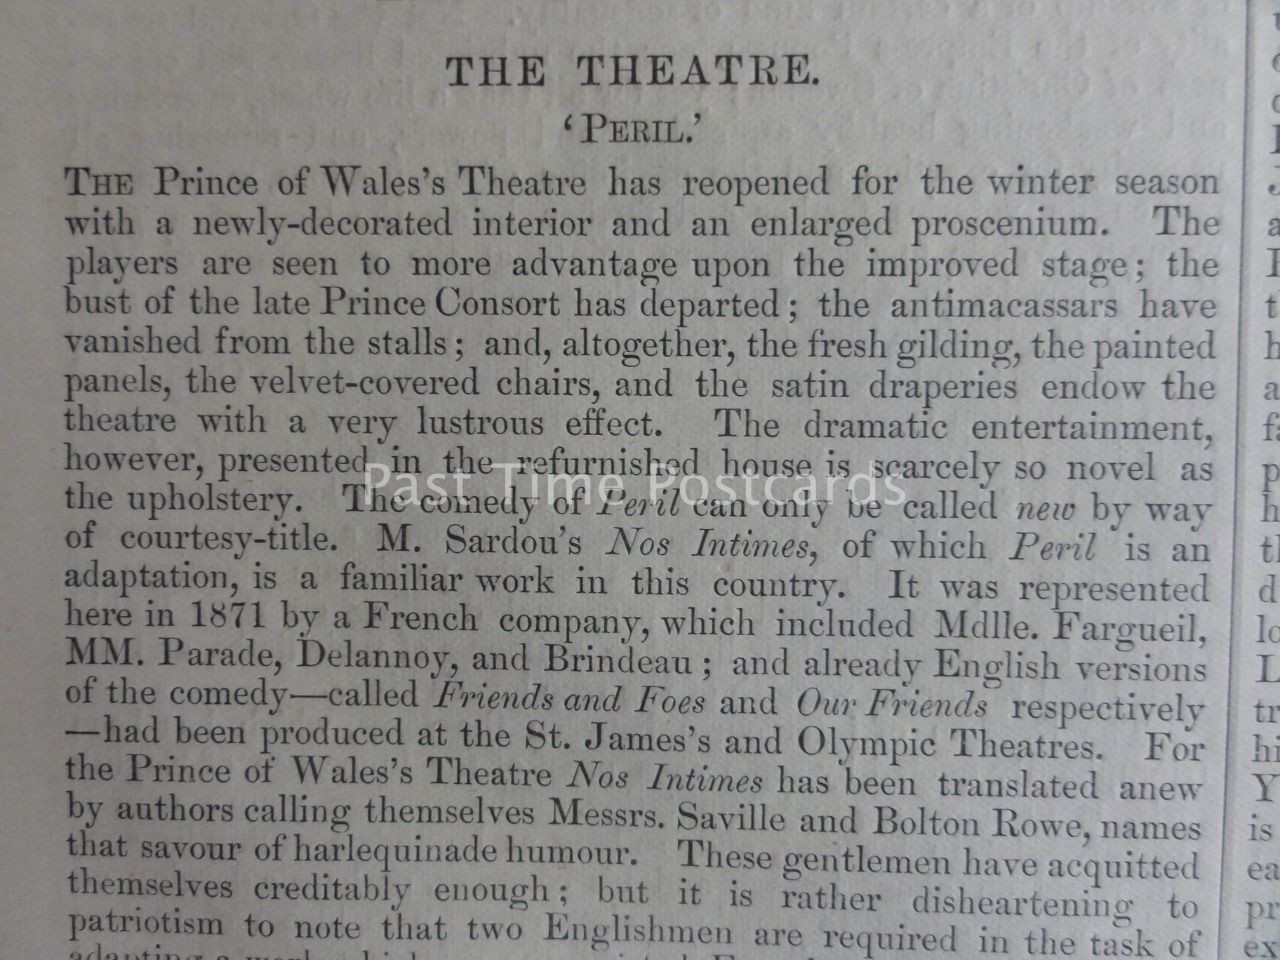 THE THEATRE.
‘PERIL.’
THE Prince of Wales’s Theatre has reopened for the winter season
with a newly-decorated interior and an enlarged proscenium. The
players are seen to more advantage upon the improved stage; the
bust of the late Prince Consort has departed; the antimacassars have
vanished from the stalls; and, altogether, the fresh gilding, the painted
panels, the velvet-covered chairs, and the satin draperies endow the
theatre with a very lustrous effect. The dramatic entertainment,
however, presented in the refurnished house is scarcely so novel as
Past Time Postcards
the upholstery. The comedy of Peril can only be called new by way
of courtesy-title. M. Sardou’s Nos Intimes, of which Peril is an
adaptation, is a familiar work in this country. It was represented
here in 1871 by a French company, which included Mdlle. Fargueil,
MM. Parade, Delannoy, and Brindeau; and already English versions
of the comedy—called Friends and Foes and Our Friends respectively
—had been produced at the St. James’s and Olympic Theatres. For
the Prince of Wales’s Theatre Nos Intimes has been translated anew
by authors calling themselves Messrs. Saville and Bolton Rowe, names
that savour of harlequinade humour. These gentlemen have acquitted
themselves creditably enough; but it is rather disheartening to
patriotism to note that two Englishmen are required in the task of